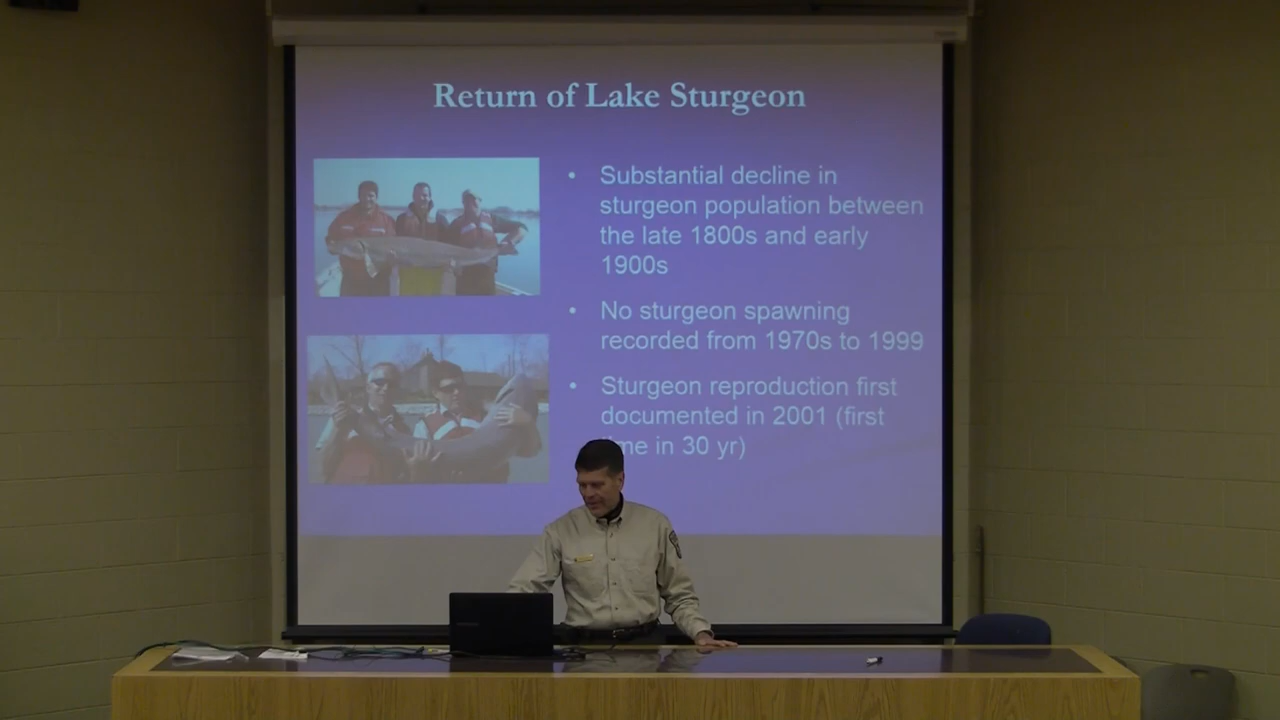 Return of Lake Sturgeon
• Substantial decline in
sturgeon population between
the late 1800s and early
1900s
• No sturgeon spawning
recorded from 1970s to 1999
• Sturgeon reproduction first
documented in 2001 (first
in 30 yr)